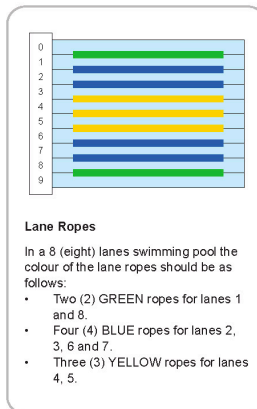 0
1
2
3
4
5
6
7
8
9
Lane Ropes
In a 8 (eight) lanes swimming pool the
colour of the lane ropes should be as
follows:
• Two (2) GREEN ropes for lanes 1
and 8.
• Four (4) BLUE ropes for lanes 2,
3, 6 and 7.
• Three (3) YELLOW ropes for lanes
4, 5.